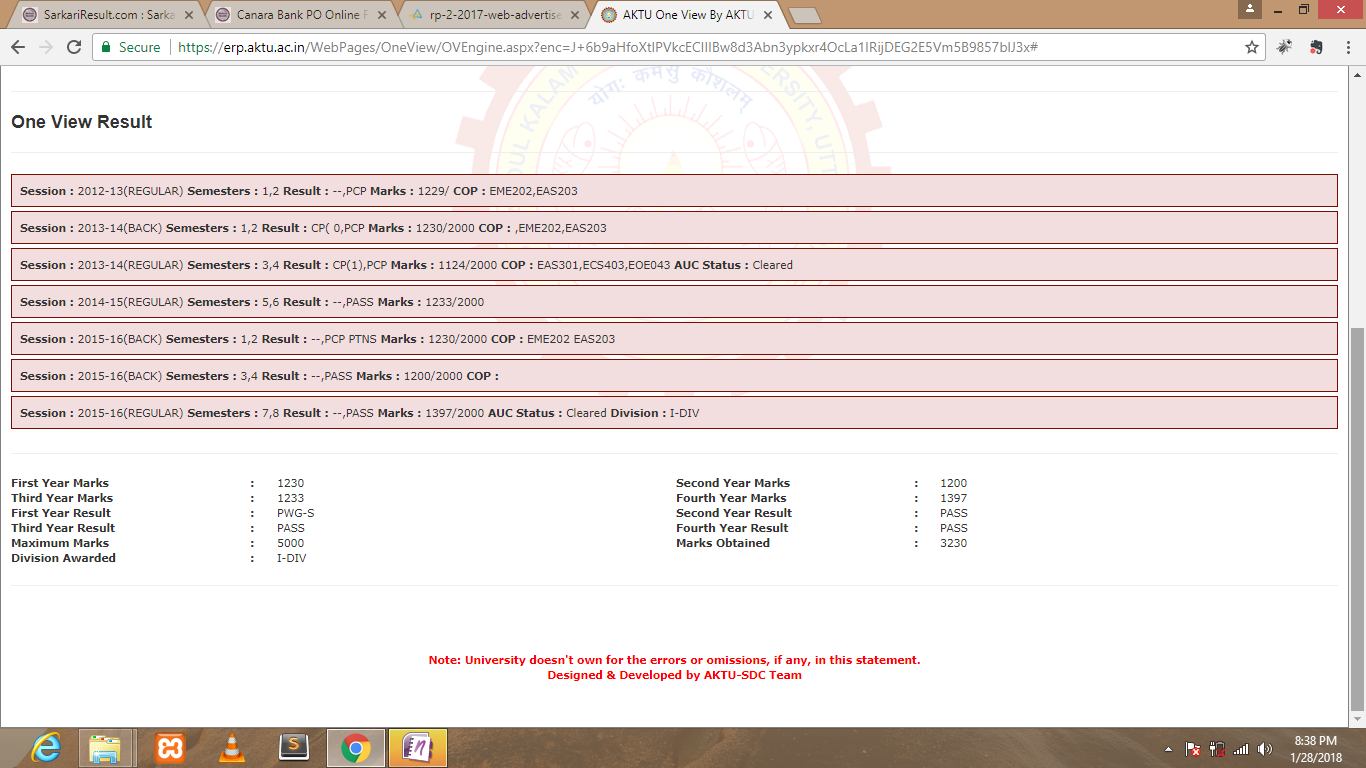 SarkariResult.com : Sarka
Canara Bank PO Online F
rp-2-2017-web-advertise
AKTU One View By AKTU
Secure https://erp.aktu.ac.in/WebPages/OneView/OVEngine.aspx?enc=J+6b9aHfoXtlPVkcEClIIBw8d3Abn3ypkxr4OcLa1IRijDEG2E5Vm5B9857bIJ3x#
योगः कर्मसु कौशलम्
DUL KALAM
ERSITY, UTT
One View Result
Session : 2012-13(REGULAR) Semesters : 1,2 Result : --,PCP Marks : 1229/ COP : EME202,EAS203
Session : 2013-14(BACK) Semesters : 1,2 Result : CP( 0,PCP Marks : 1230/2000 COP : ,EME202,EAS203
Session : 2013-14(REGULAR) Semesters : 3,4 Result : CP(1),PCP Marks : 1124/2000 COP : EAS301,ECS403,EOE043 AUC Status : Cleared
Session : 2014-15(REGULAR) Semesters : 5,6 Result : --,PASS Marks : 1233/2000
Session : 2015-16(BACK) Semesters : 1,2 Result : --,PCP PTNS Marks : 1230/2000 COP : EME202 EAS203
Session : 2015-16(BACK) Semesters : 3,4 Result : --,PASS Marks : 1200/2000 COP :
Session : 2015-16(REGULAR) Semesters : 7,8 Result : --,PASS Marks : 1397/2000 AUC Status : Cleared Division : I-DIV
First Year Marks : 1230 Second Year Marks : 1200
Third Year Marks : 1233 Fourth Year Marks : 1397
First Year Result : PWG-S Second Year Result : PASS
Third Year Result : PASS Fourth Year Result : PASS
Maximum Marks : 5000 Marks Obtained : 3230
Division Awarded : I-DIV
Note: University doesn't own for the errors or omissions, if any, in this statement.
Designed & Developed by AKTU-SDC Team
8:38 PM
1/28/2018